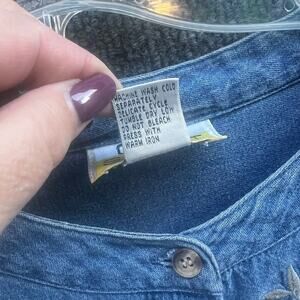 MACHINE WASH COLD
SEPARATELY
DELICATE CYCLE
TUMBLE DRY LOW
DO NOT BLEACH
PRESS WITH
WARM IRON